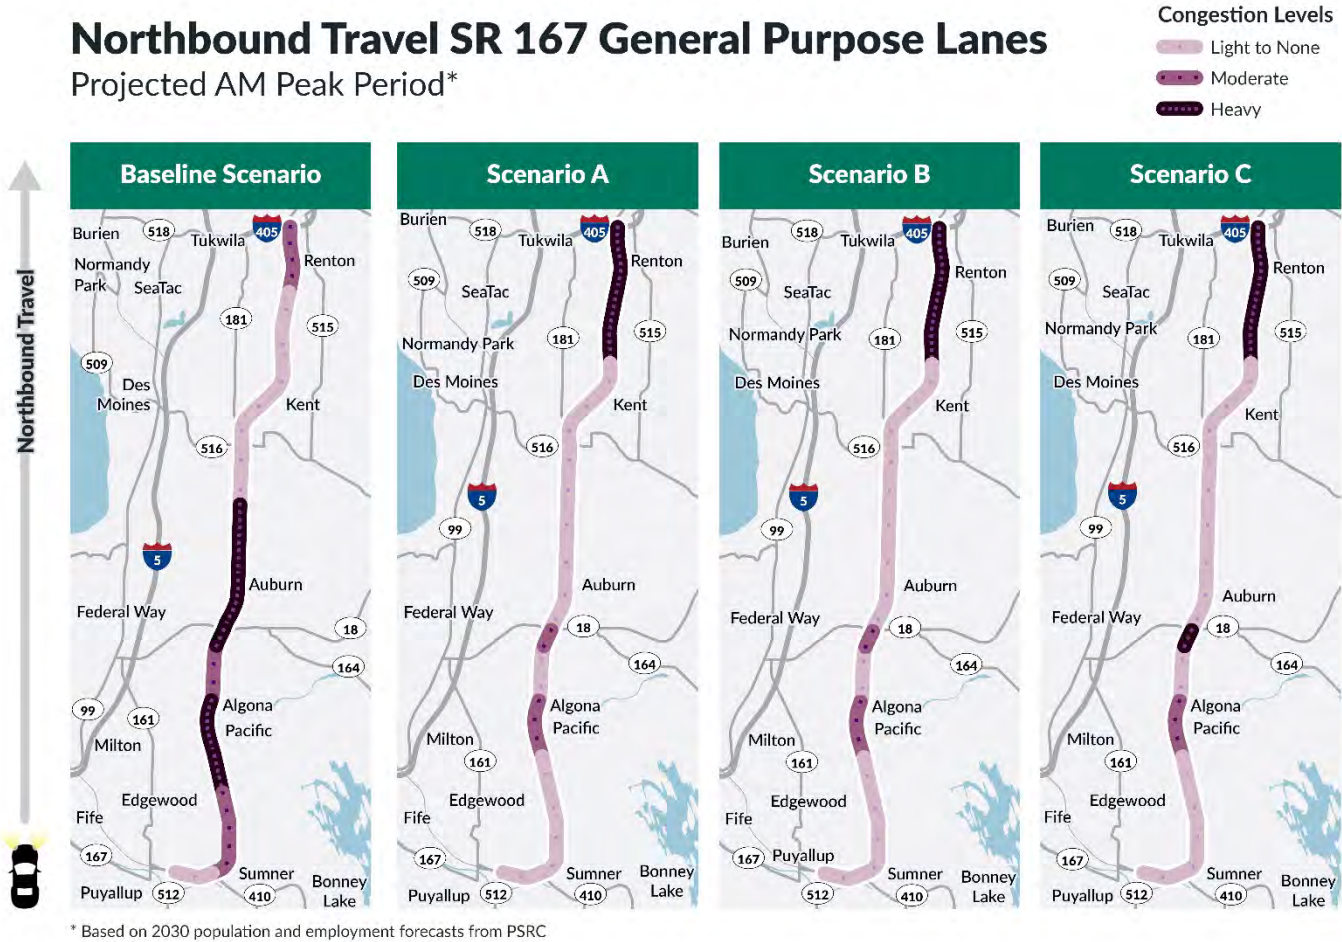 Northbound Travel SR 167 General Purpose Lanes
Projected AM Peak Period*
Congestion Levels
Light to None
Moderate
Heavy
Northbound Travel
Baseline Scenario
Burien
518
Tukwila
405
Normandy
Park
SeaTac
Renton
181
515
509
Des
Moines
Kent
516
5
Auburn
Federal Way
18
164
99
161
Algona
Pacific
Milton
Edgewood
Fife
167
Sumner
Puyallup
512
410
Bonney
Lake
Scenario A
Burien
518
Tukwila
405
Renton
509
SeaTac
181
515
Normandy Park
Des Moines
Kent
516
5
99
Auburn
Federal Way
18
164
Algona
Pacific
Milton
161
Edgewood
Fife
167
Sumner
Bonney
Lake
Puyallup
512
410
Scenario B
Burien
518
Tukwila
405
Renton
509
SeaTac
Normandy Park
181
515
Des Moines
Kent
516
5
99
Auburn
Federal Way
18
164
Algona
Pacific
Milton
161
Edgewood
Fife
167
Puyallup
Sumner
512
410
Bonney
Lake
Scenario C
Burien
518
Tukwila
405
Renton
509
SeaTac
Normandy Park
181
515
Des Moines
Kent
516
5
99
Auburn
Federal Way
18
164
Algona
Pacific
Milton
161
Edgewood
Fife
167
Sumner
Puyallup
512
410
Bonney
Lake
* Based on 2030 population and employment forecasts from PSRC